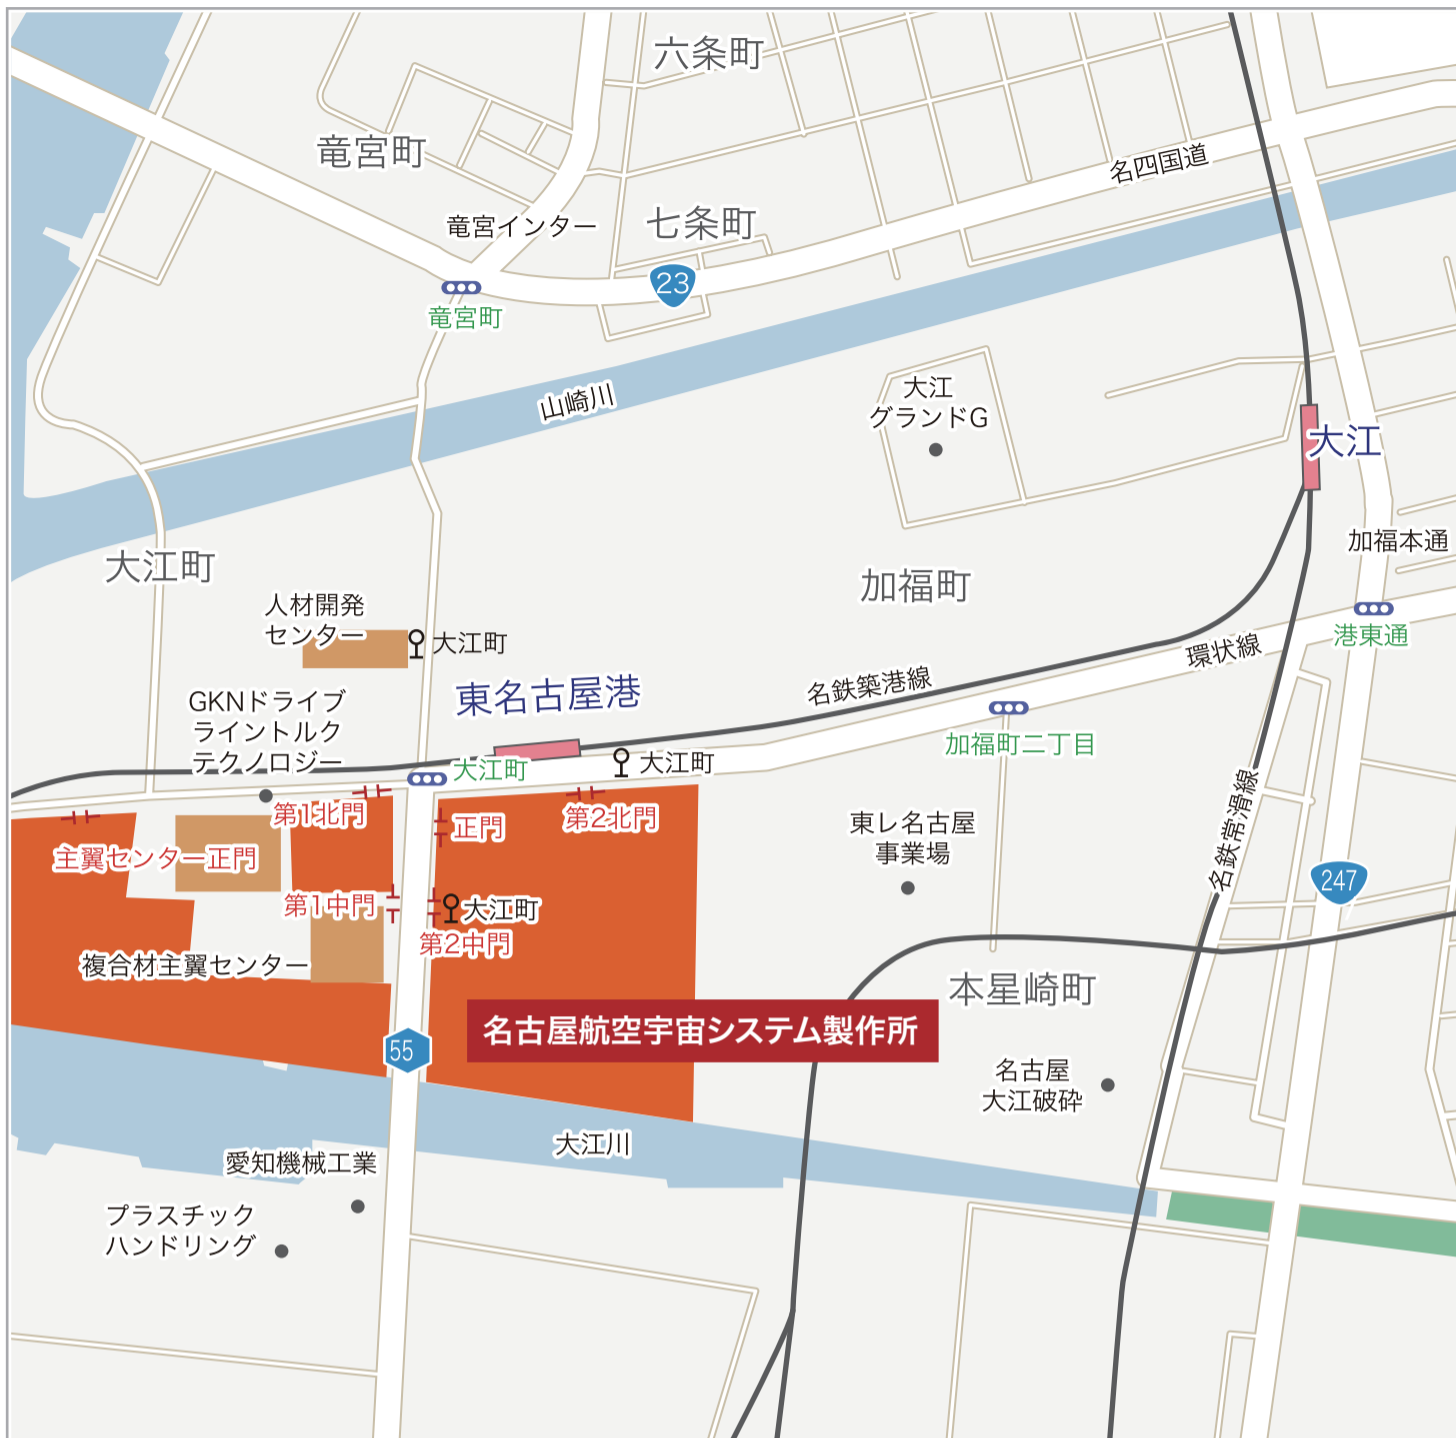 六条町
竜宮町
名四国道
竜宮インター
七条町
23
竜宮町
山崎川
大江
グランドG
大江
加福本通
大江町
加福町
人材開発
センター
大江町
港東通
環状線
東名古屋港
名鉄築港線
GKNドライブ
ライントルク
テクノロジー
加福町二丁目
大江町
大江町
第1北門
第2北門
正門
主翼センター正門
東レ名古屋
事業場
名鉄常滑線
247
第1中門
大江町
第2中門
複合材主翼センター
本星崎町
名古屋航空宇宙システム製作所
55
名古屋
大江破砕
大江川
愛知機械工業
プラスチック
ハンドリング